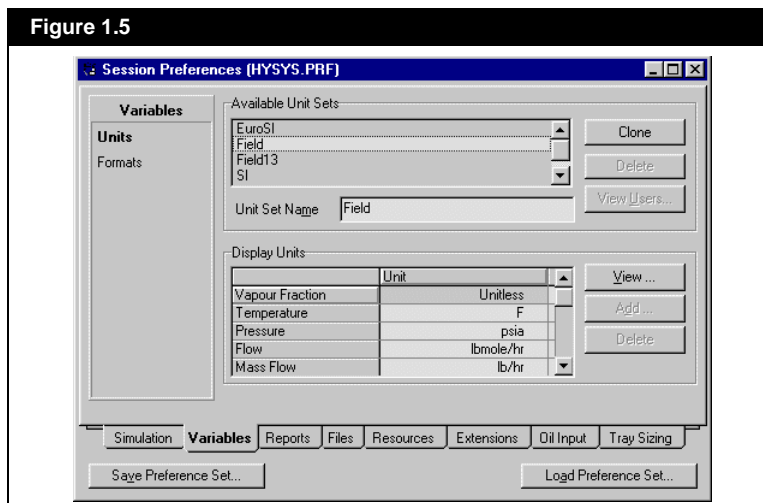 Figure 1.5
Session Preferences (HYSYS.PRF)
Variables
Units
Formats
Available Unit Sets
EuroSI
Field
Field13
SI
Unit Set Name Field
Clone
Delete
View Users...
Display Units
Unit
Vapour Fraction Unitless
Temperature F
Pressure psia
Flow lbmole/hr
Mass Flow lb/hr
View ...
Add ...
Delete
Simulation Variables Reports Files Resources Extensions Oil Input Tray Sizing
Save Preference Set... Load Preference Set...